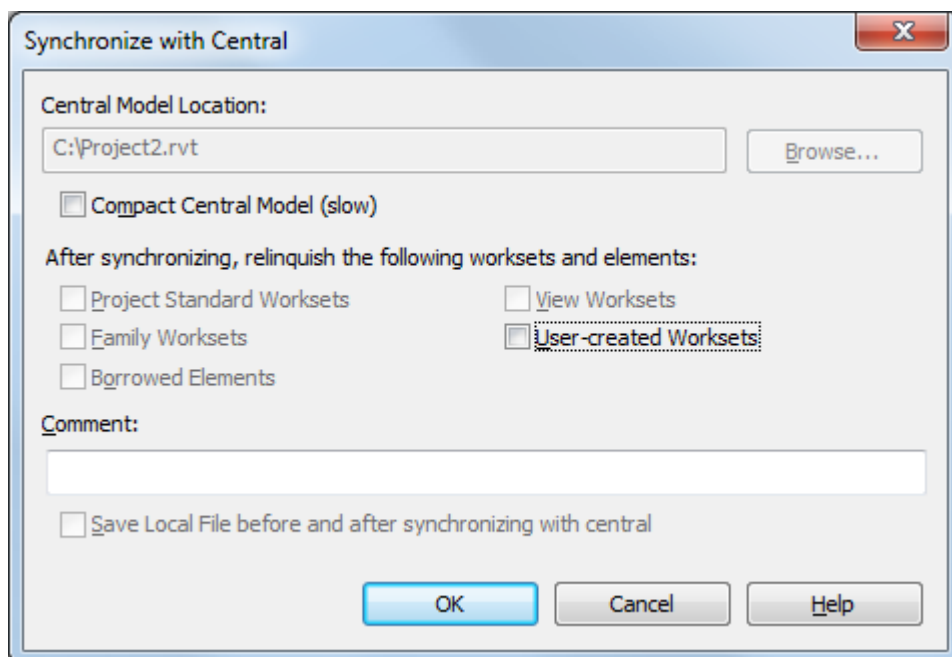 Synchronize with Central
Central Model Location:
C:\Project2.rvt
Browse...
Compact Central Model (slow)
After synchronizing, relinquish the following worksets and elements:
Project Standard Worksets
View Worksets
Family Worksets
User-created Worksets
Borrowed Elements
Comment:
Save Local File before and after synchronizing with central
OK
Cancel
Help